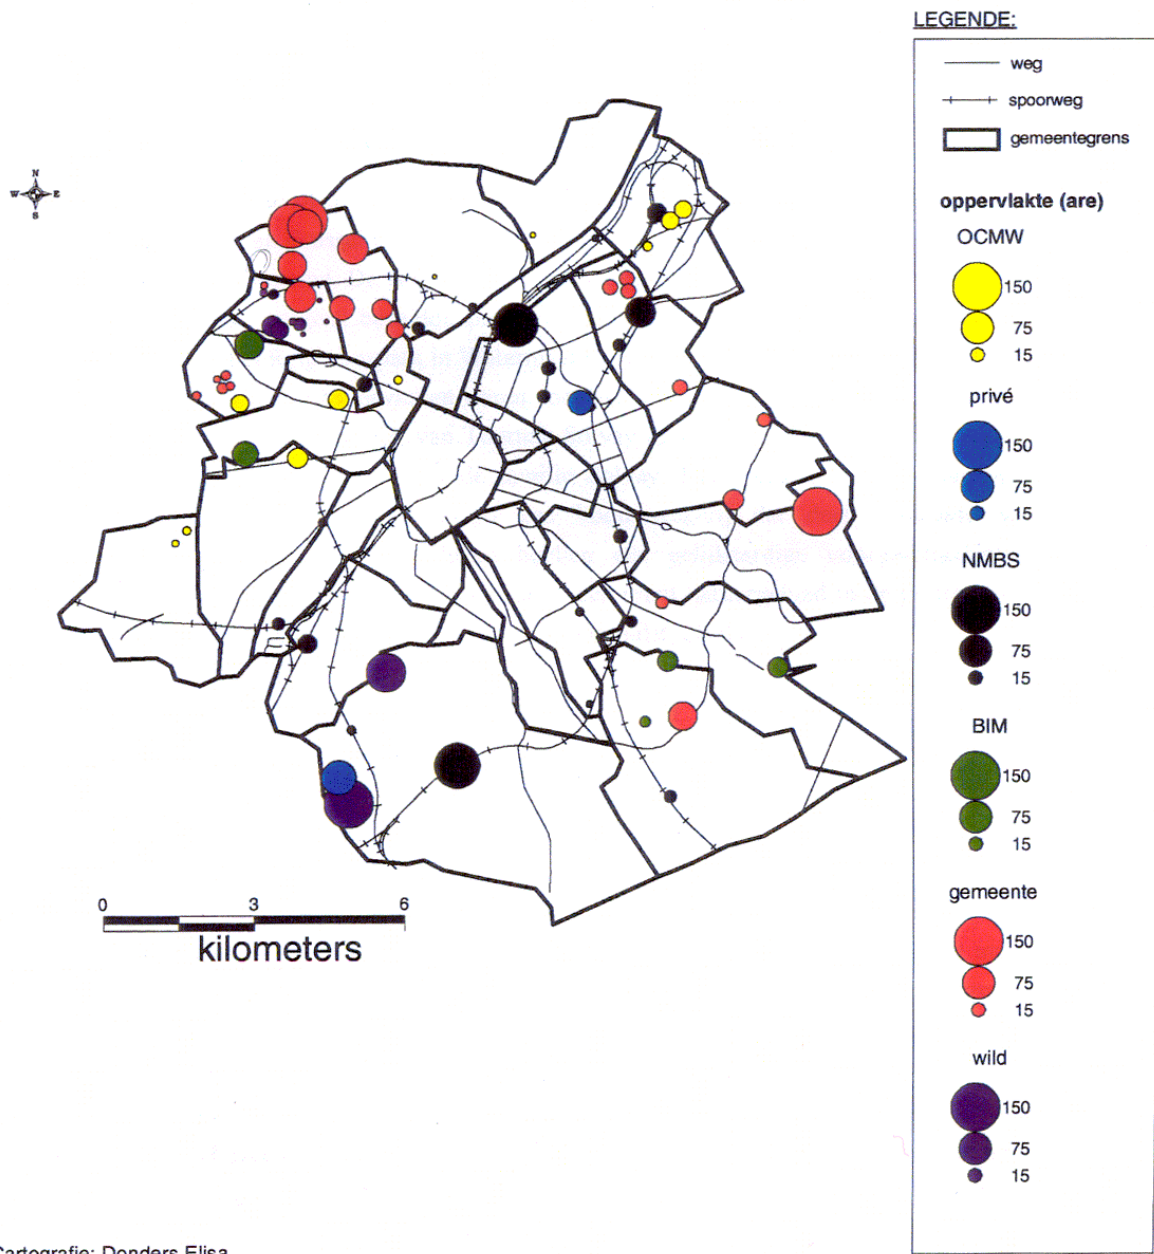 LEGENDE:
weg
spoorweg
gemeentegrens
oppervlakte (are)
OCMW
150
75
15
privé
150
75
15
NMBS
150
75
15
BIM
150
75
15
gemeente
150
75
15
wild
150
75
15
N
W E
S
0 3 6
kilometers
Cartografie: Donders Elisa